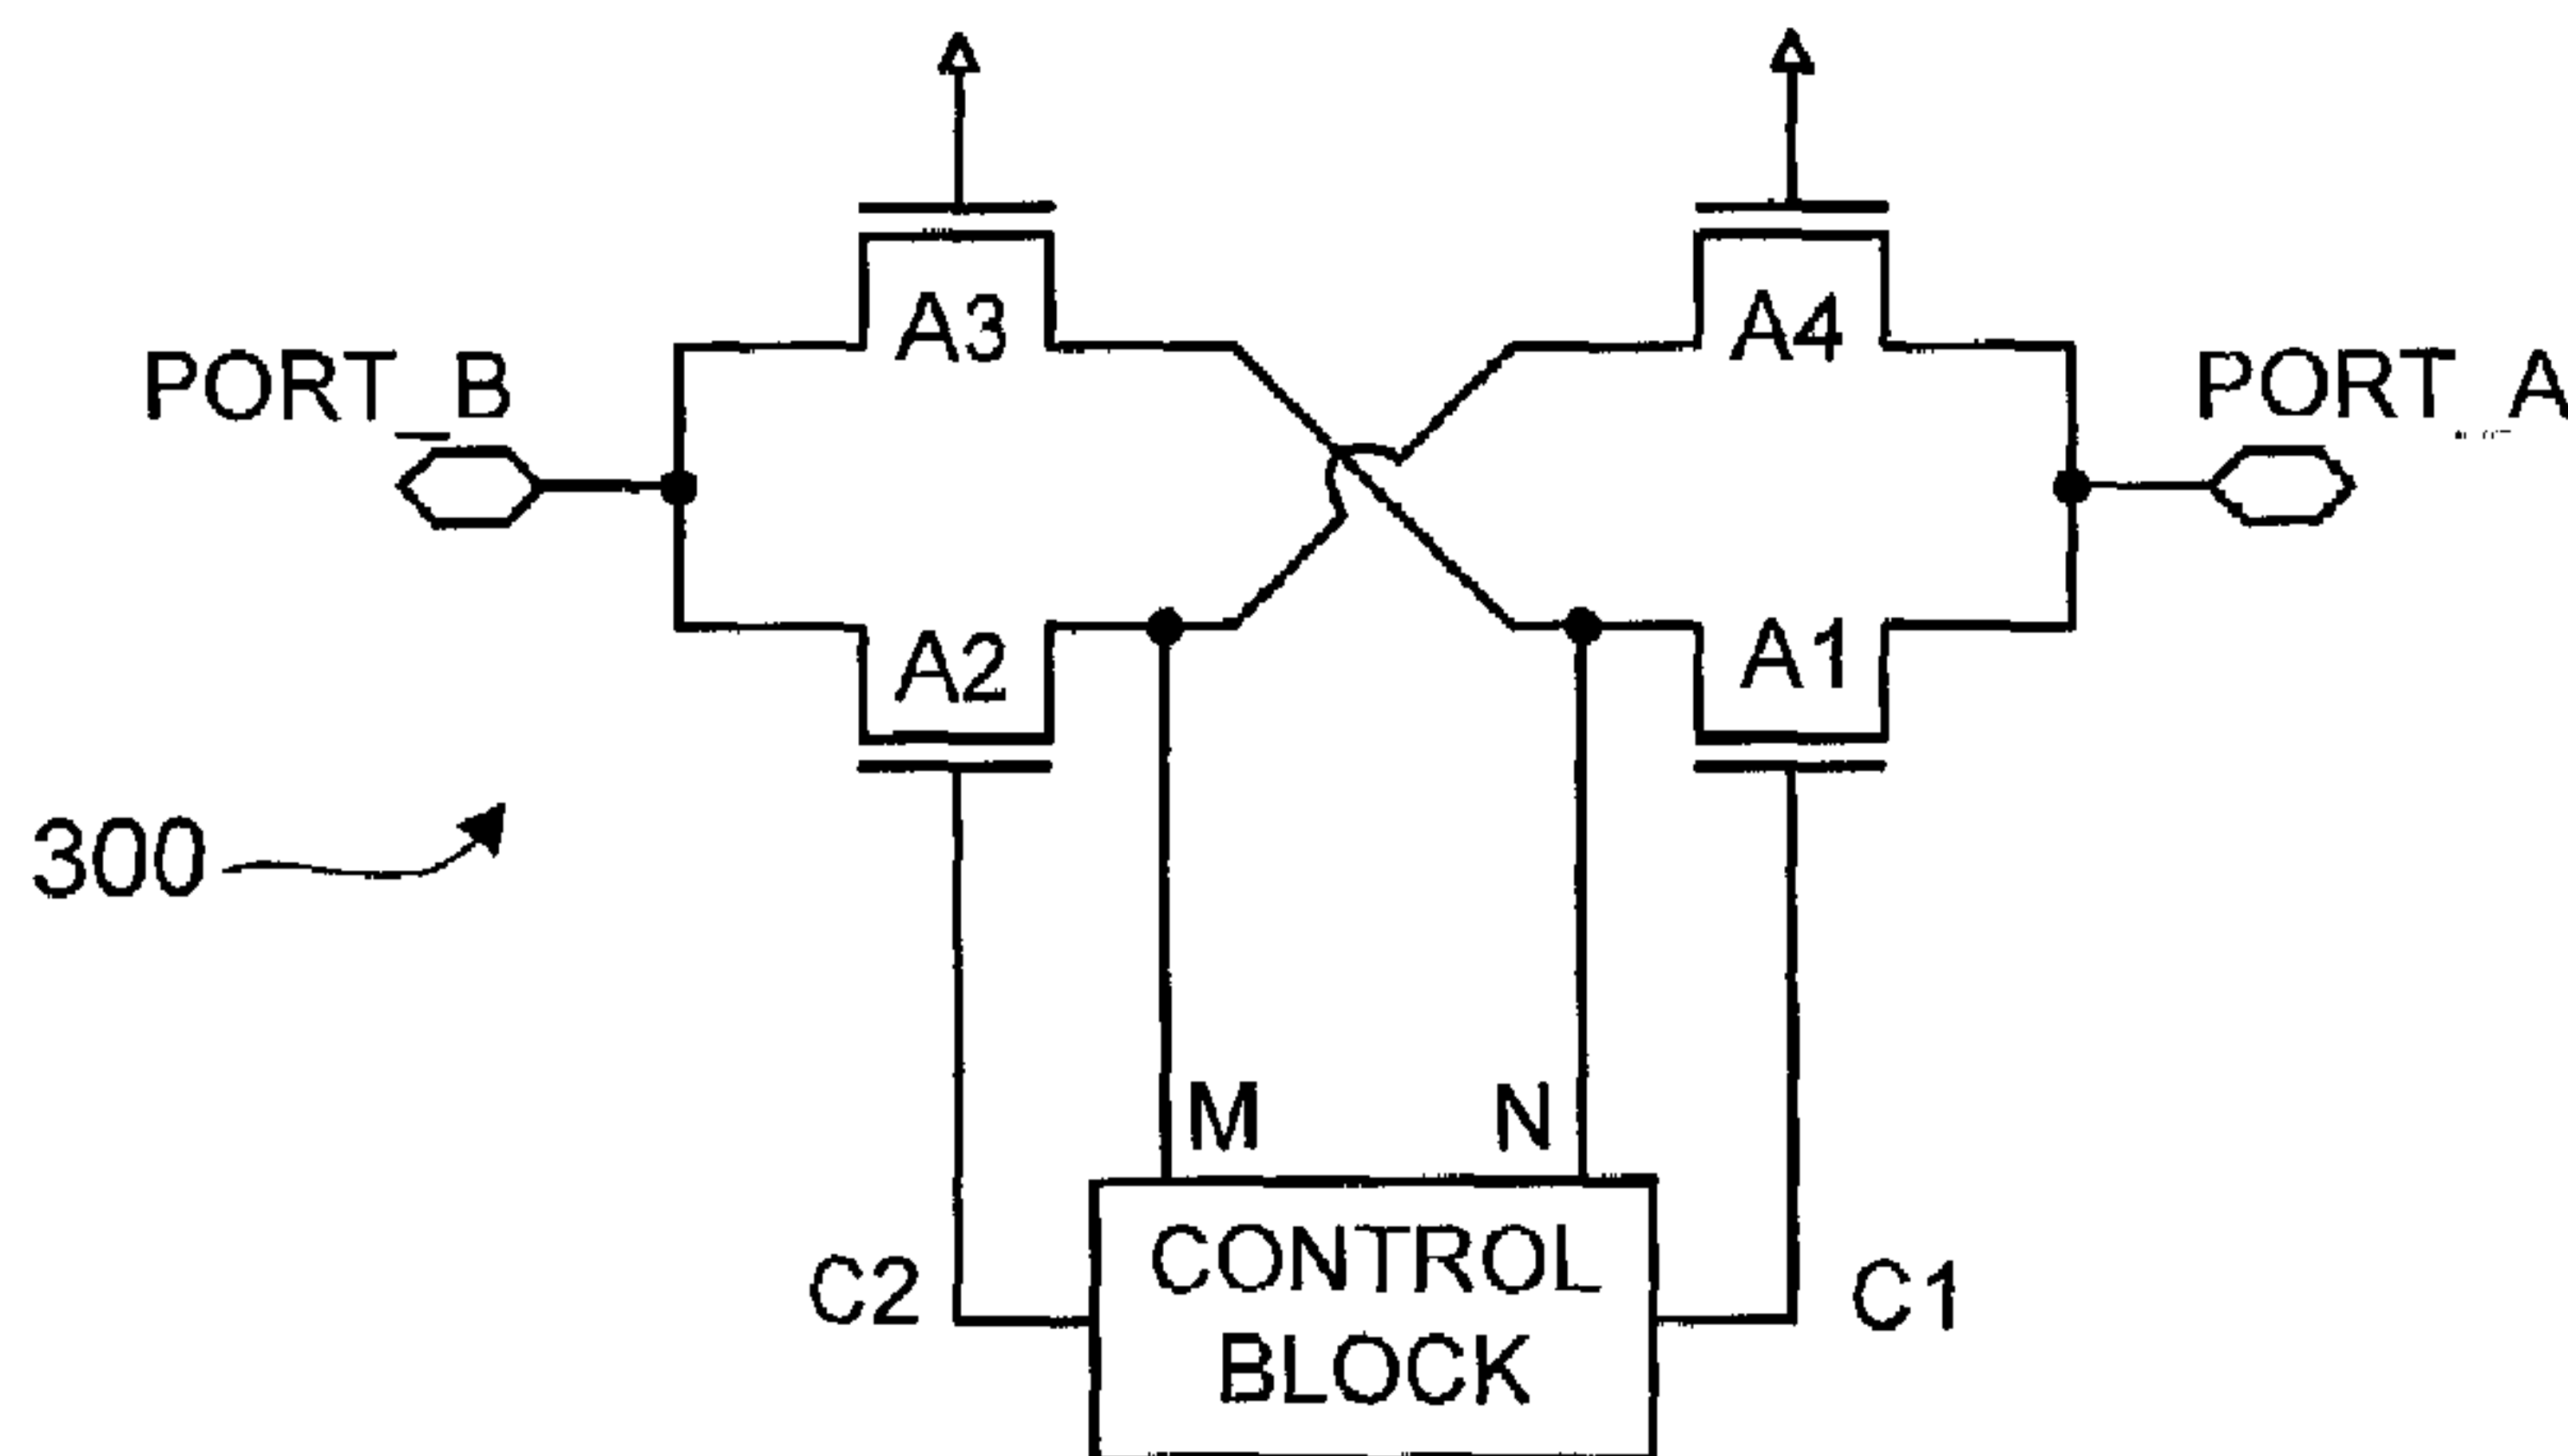 A3
A4
PORT_B
PORT_A
A2
A1
300
M
N
C2
CONTROL
BLOCK
C1